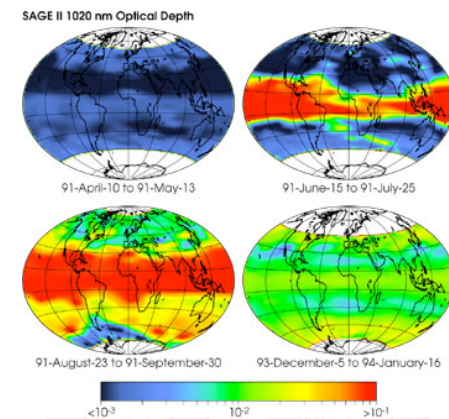 SAGE II 1020 nm Optical Depth
91-April-10 to 91-May-13
91-June-15 to 91-July-25
91-August-23 to 91-September-30
93-December-5 to 94-January-16
<10-3
10-2
>10-1